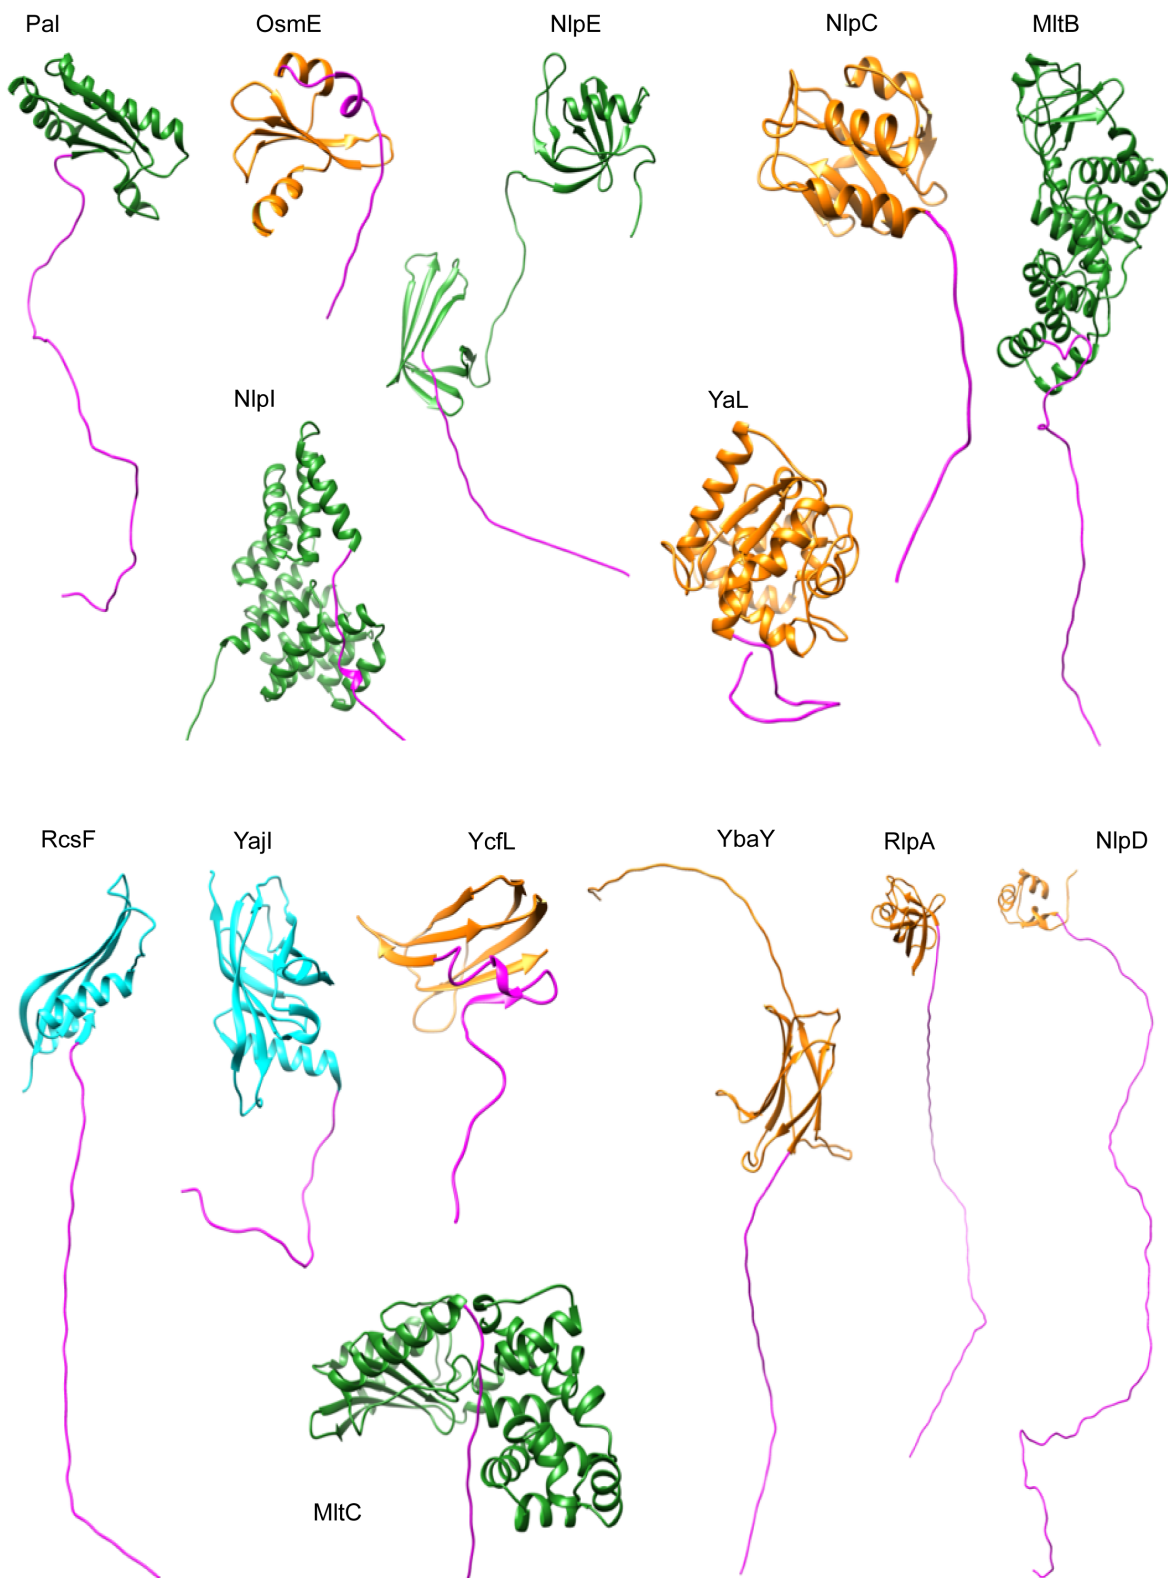 Pal
OsmE
NlpE
NlpC
MltB
NlpI
YaL
RcsF
YajI
YcfL
YbaY
RlpA
NlpD
MltC